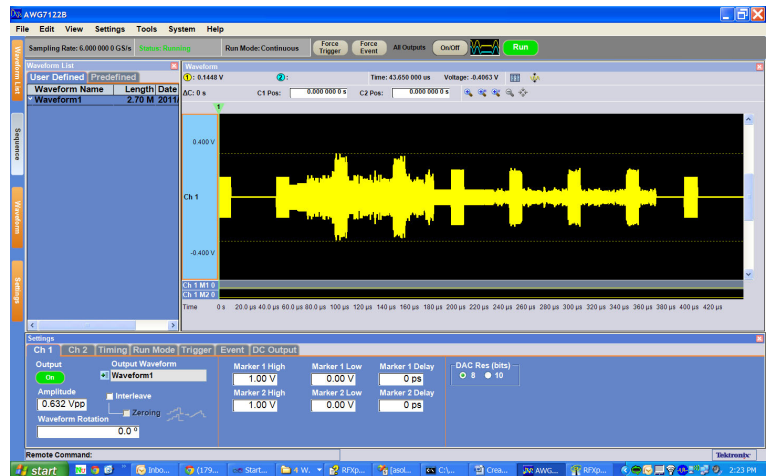 AWG7122B
File Edit View Settings Tools System Help
Sampling Rate: 6.000 000 0 GS/s Status: Running Run Mode: Continuous Force Trigger Force Event All Outputs On/Off Run
Waveform List
User Defined Predefined
Waveform Name Length Date
Waveform1 2.70 M 2011/
Waveform List
Sequence
Waveform
Settings
Waveform
1: 0.1448 V 2: Time: 43.650 000 us Voltage: -0.4063 V
ΔC: 0 s C1 Pos: 0.000 000 0 s C2 Pos: 0.000 000 0 s
1
0.400 V
Ch 1
-0.400 V
Ch 1 M1 0
Ch 1 M2 0
Time 0 s 20.0 µs 40.0 µs 60.0 µs 80.0 µs 100 µs 120 µs 140 µs 160 µs 180 µs 200 µs 220 µs 240 µs 260 µs 280 µs 300 µs 320 µs 340 µs 360 µs 380 µs 400 µs 420 µs
Settings
Ch 1 Ch 2 Timing Run Mode Trigger Event DC Output
Output Output Waveform
On Waveform1
Amplitude
0.632 Vpp
Interleave
Zeroing
Waveform Rotation
0.0 º
Marker 1 High Marker 1 Low Marker 1 Delay
1.00 V 0.00 V 0 ps
Marker 2 High Marker 2 Low Marker 2 Delay
1.00 V 0.00 V 0 ps
DAC Res (bits)
8 10
Remote Command: Tektronix
start Inbo... (179... Start... 4 W. RFXp... [asol... C:\... Crea... AWG... RFXp... 2:23 PM